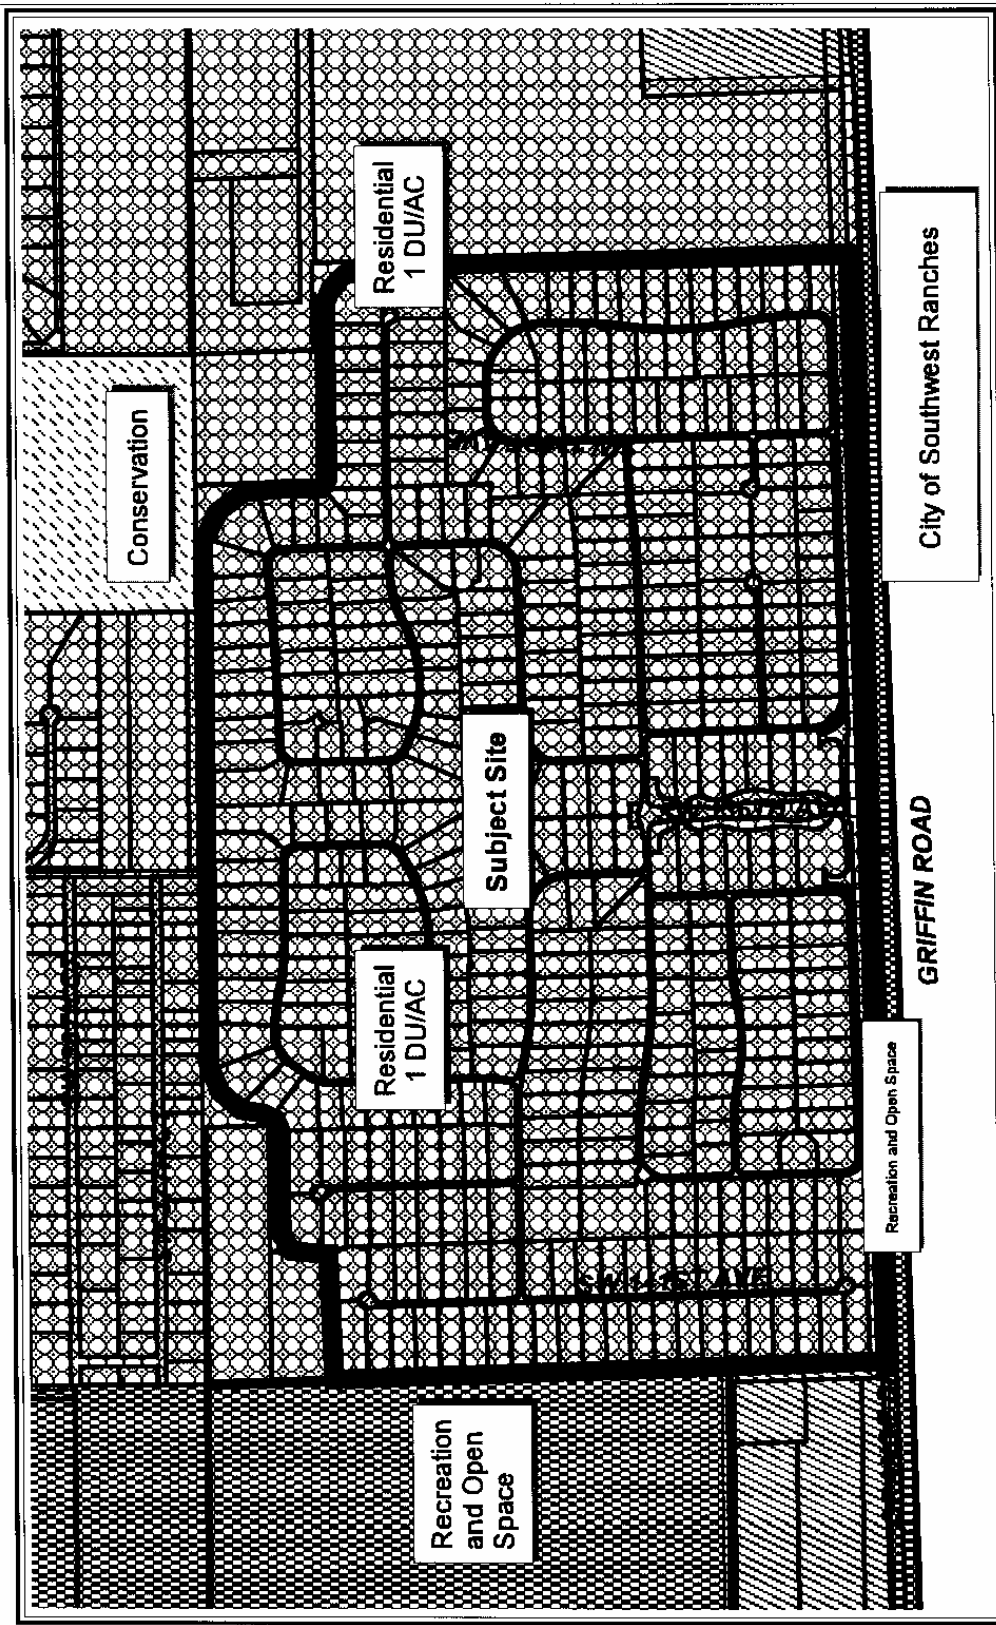 Conservation
Residential
1 DU/AC
Residential
1 DU/AC
Subject Site
Recreation
and Open
Space
Recreation and Open Space
GRIFFIN ROAD
City of Southwest Ranches